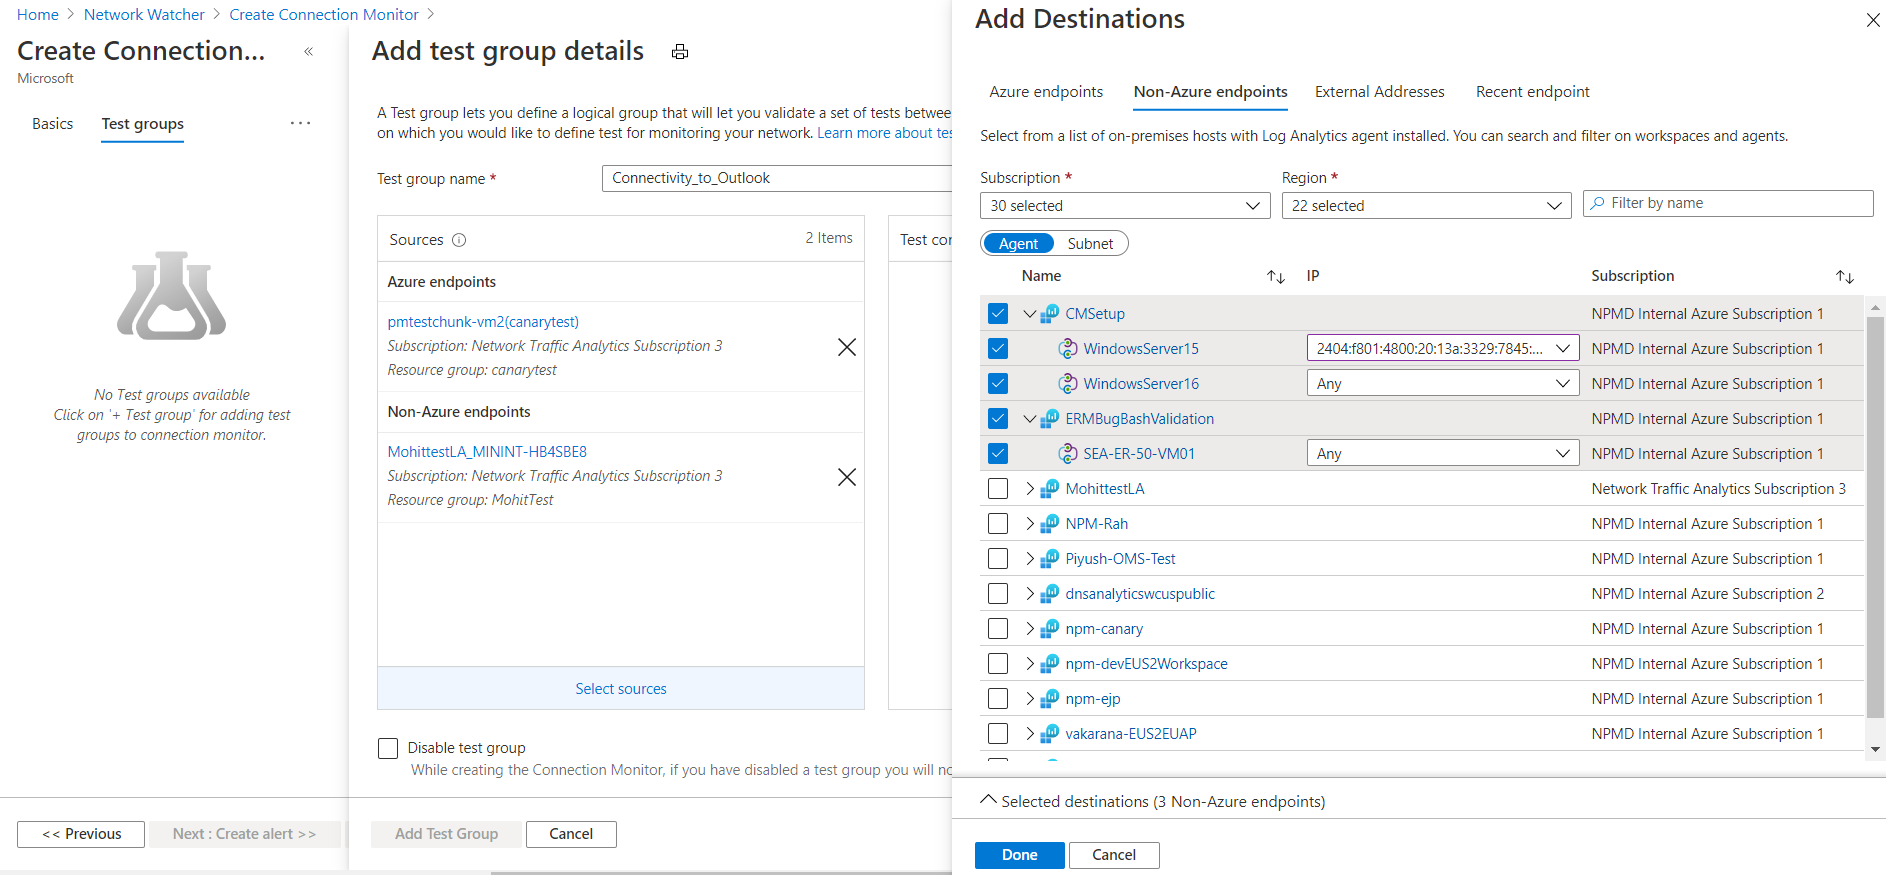 Home > Network Watcher > Create Connection Monitor >
Create Connection... «
Microsoft
Basics Test groups ...
No Test groups available
Click on '+ Test group' for adding test
groups to connection monitor.
<< Previous Next : Create alert >>
Add test group details
A Test group lets you define a logical group that will let you validate a set of tests between
on which you would like to define test for monitoring your network. Learn more about tes
Test group name * Connectivity_to_Outlook
Sources 2 Items
Test cor
Azure endpoints
pmtestchunk-vm2(canarytest)
Subscription: Network Traffic Analytics Subscription 3
Resource group: canarytest
Non-Azure endpoints
MohittestLA_MININT-HB4SBE8
Subscription: Network Traffic Analytics Subscription 3
Resource group: MohitTest
Select sources
Disable test group
While creating the Connection Monitor, if you have disabled a test group you will no
Add Test Group Cancel
Add Destinations
Azure endpoints Non-Azure endpoints External Addresses Recent endpoint
Select from a list of on-premises hosts with Log Analytics agent installed. You can search and filter on workspaces and agents.
Subscription * Region *
30 selected 22 selected Filter by name
Agent Subnet
Name IP Subscription
CMSetup NPMD Internal Azure Subscription 1
WindowsServer15 2404:f801:4800:20:13a:3329:7845:... NPMD Internal Azure Subscription 1
WindowsServer16 Any NPMD Internal Azure Subscription 1
ERMBugBashValidation NPMD Internal Azure Subscription 1
SEA-ER-50-VM01 Any NPMD Internal Azure Subscription 1
MohittestLA Network Traffic Analytics Subscription 3
NPM-Rah NPMD Internal Azure Subscription 1
Piyush-OMS-Test NPMD Internal Azure Subscription 1
dnsanalyticswcuspublic NPMD Internal Azure Subscription 2
npm-canary NPMD Internal Azure Subscription 1
npm-devEUS2Workspace NPMD Internal Azure Subscription 1
npm-ejp NPMD Internal Azure Subscription 1
vakarana-EUS2EUAP NPMD Internal Azure Subscription 1
Selected destinations (3 Non-Azure endpoints)
Done Cancel